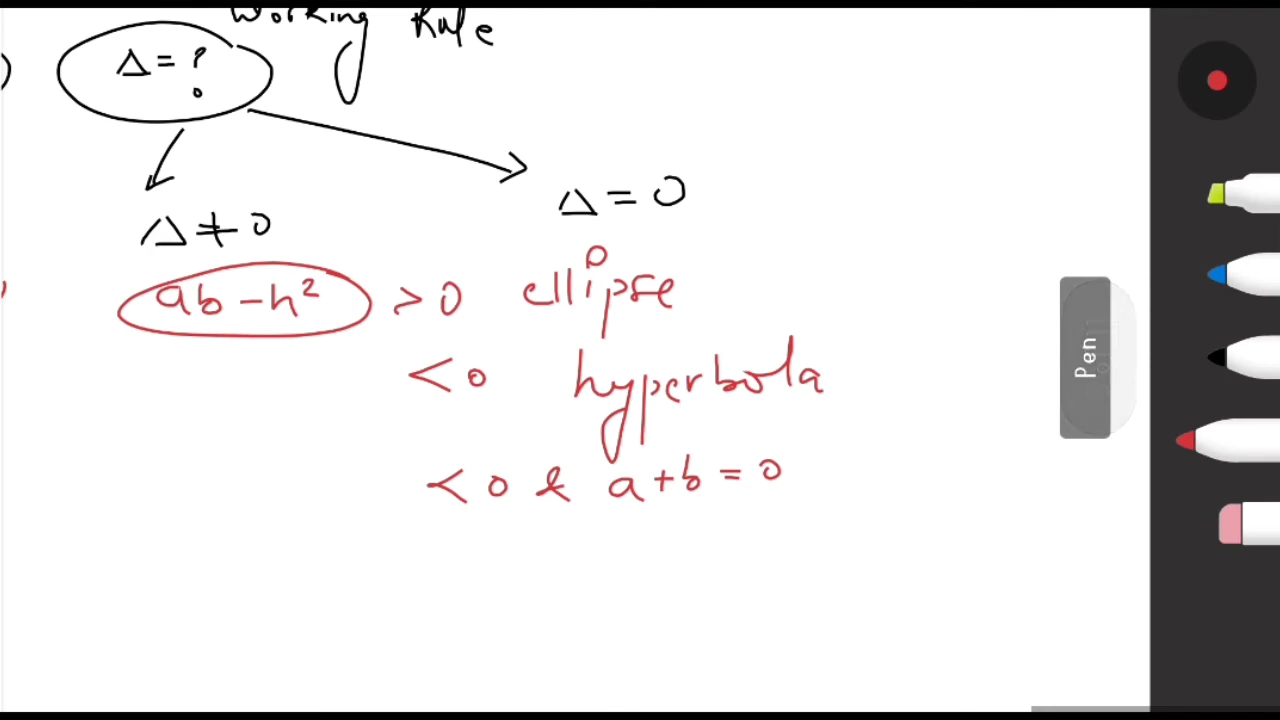 Working Rule
) Δ = ?
Δ ≠ 0
Δ = 0
ab - h² > 0 ellipse
< 0 hyperbola
< 0 & a + b = 0
Pen